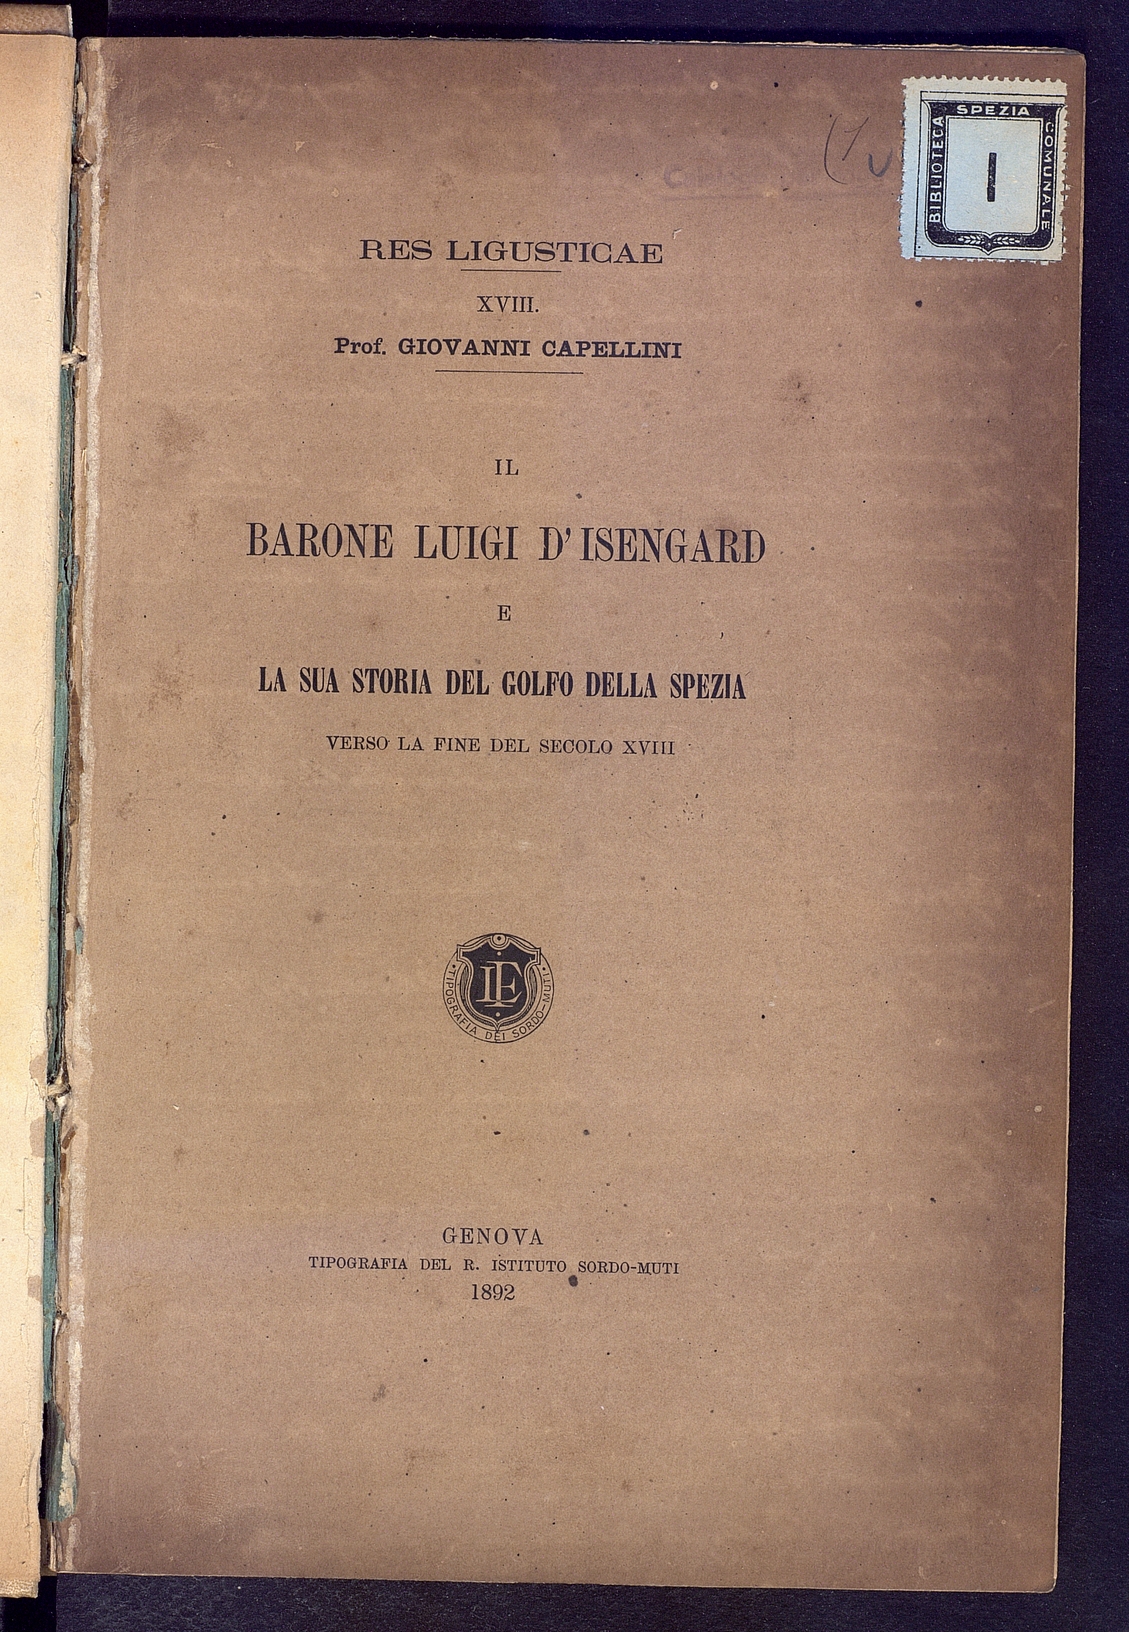 BIBLIOTECA
SPEZIA
COMUNALE
I
RES LIGUSTICAE
XVIII.
Prof. GIOVANNI CAPELLINI
IL
BARONE LUIGI D'ISENGARD
E
LA SUA STORIA DEL GOLFO DELLA SPEZIA
VERSO LA FINE DEL SECOLO XVIII
TIPOGRAFIA DEI SORDO-MUTI
GENOVA
TIPOGRAFIA DEL R. ISTITUTO SORDO-MUTI
1892